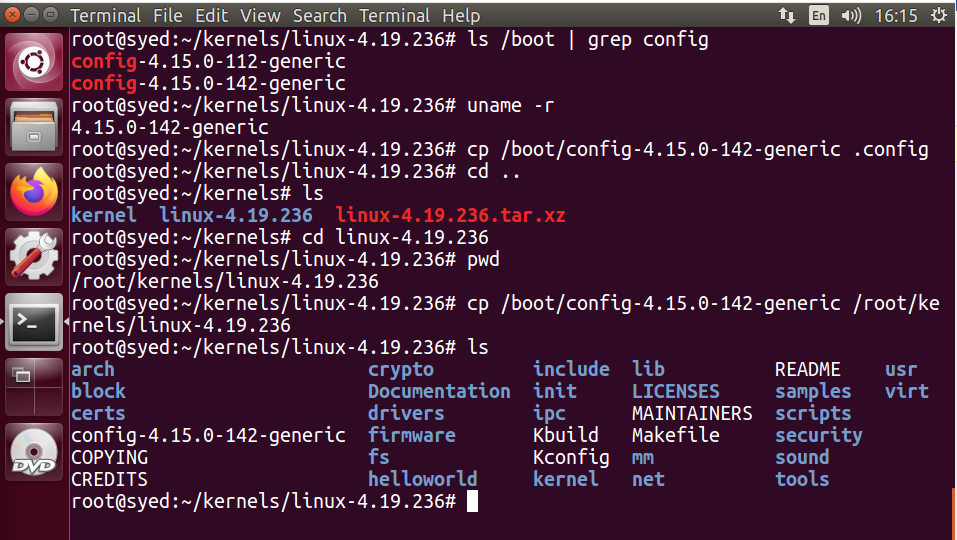 Terminal File Edit View Search Terminal Help En 16:15
root@syed:~/kernels/linux-4.19.236# ls /boot | grep config
config-4.15.0-112-generic
config-4.15.0-142-generic
root@syed:~/kernels/linux-4.19.236# uname -r
4.15.0-142-generic
root@syed:~/kernels/linux-4.19.236# cp /boot/config-4.15.0-142-generic .config
root@syed:~/kernels/linux-4.19.236# cd ..
root@syed:~/kernels# ls
kernel linux-4.19.236 linux-4.19.236.tar.xz
root@syed:~/kernels# cd linux-4.19.236
root@syed:~/kernels/linux-4.19.236# pwd
/root/kernels/linux-4.19.236
root@syed:~/kernels/linux-4.19.236# cp /boot/config-4.15.0-142-generic /root/ke
rnels/linux-4.19.236
root@syed:~/kernels/linux-4.19.236# ls
arch crypto include lib README usr
block Documentation init LICENSES samples virt
certs drivers ipc MAINTAINERS scripts
config-4.15.0-142-generic firmware Kbuild Makefile security
COPYING fs Kconfig mm sound
CREDITS helloworld kernel net tools
root@syed:~/kernels/linux-4.19.236#
DVD